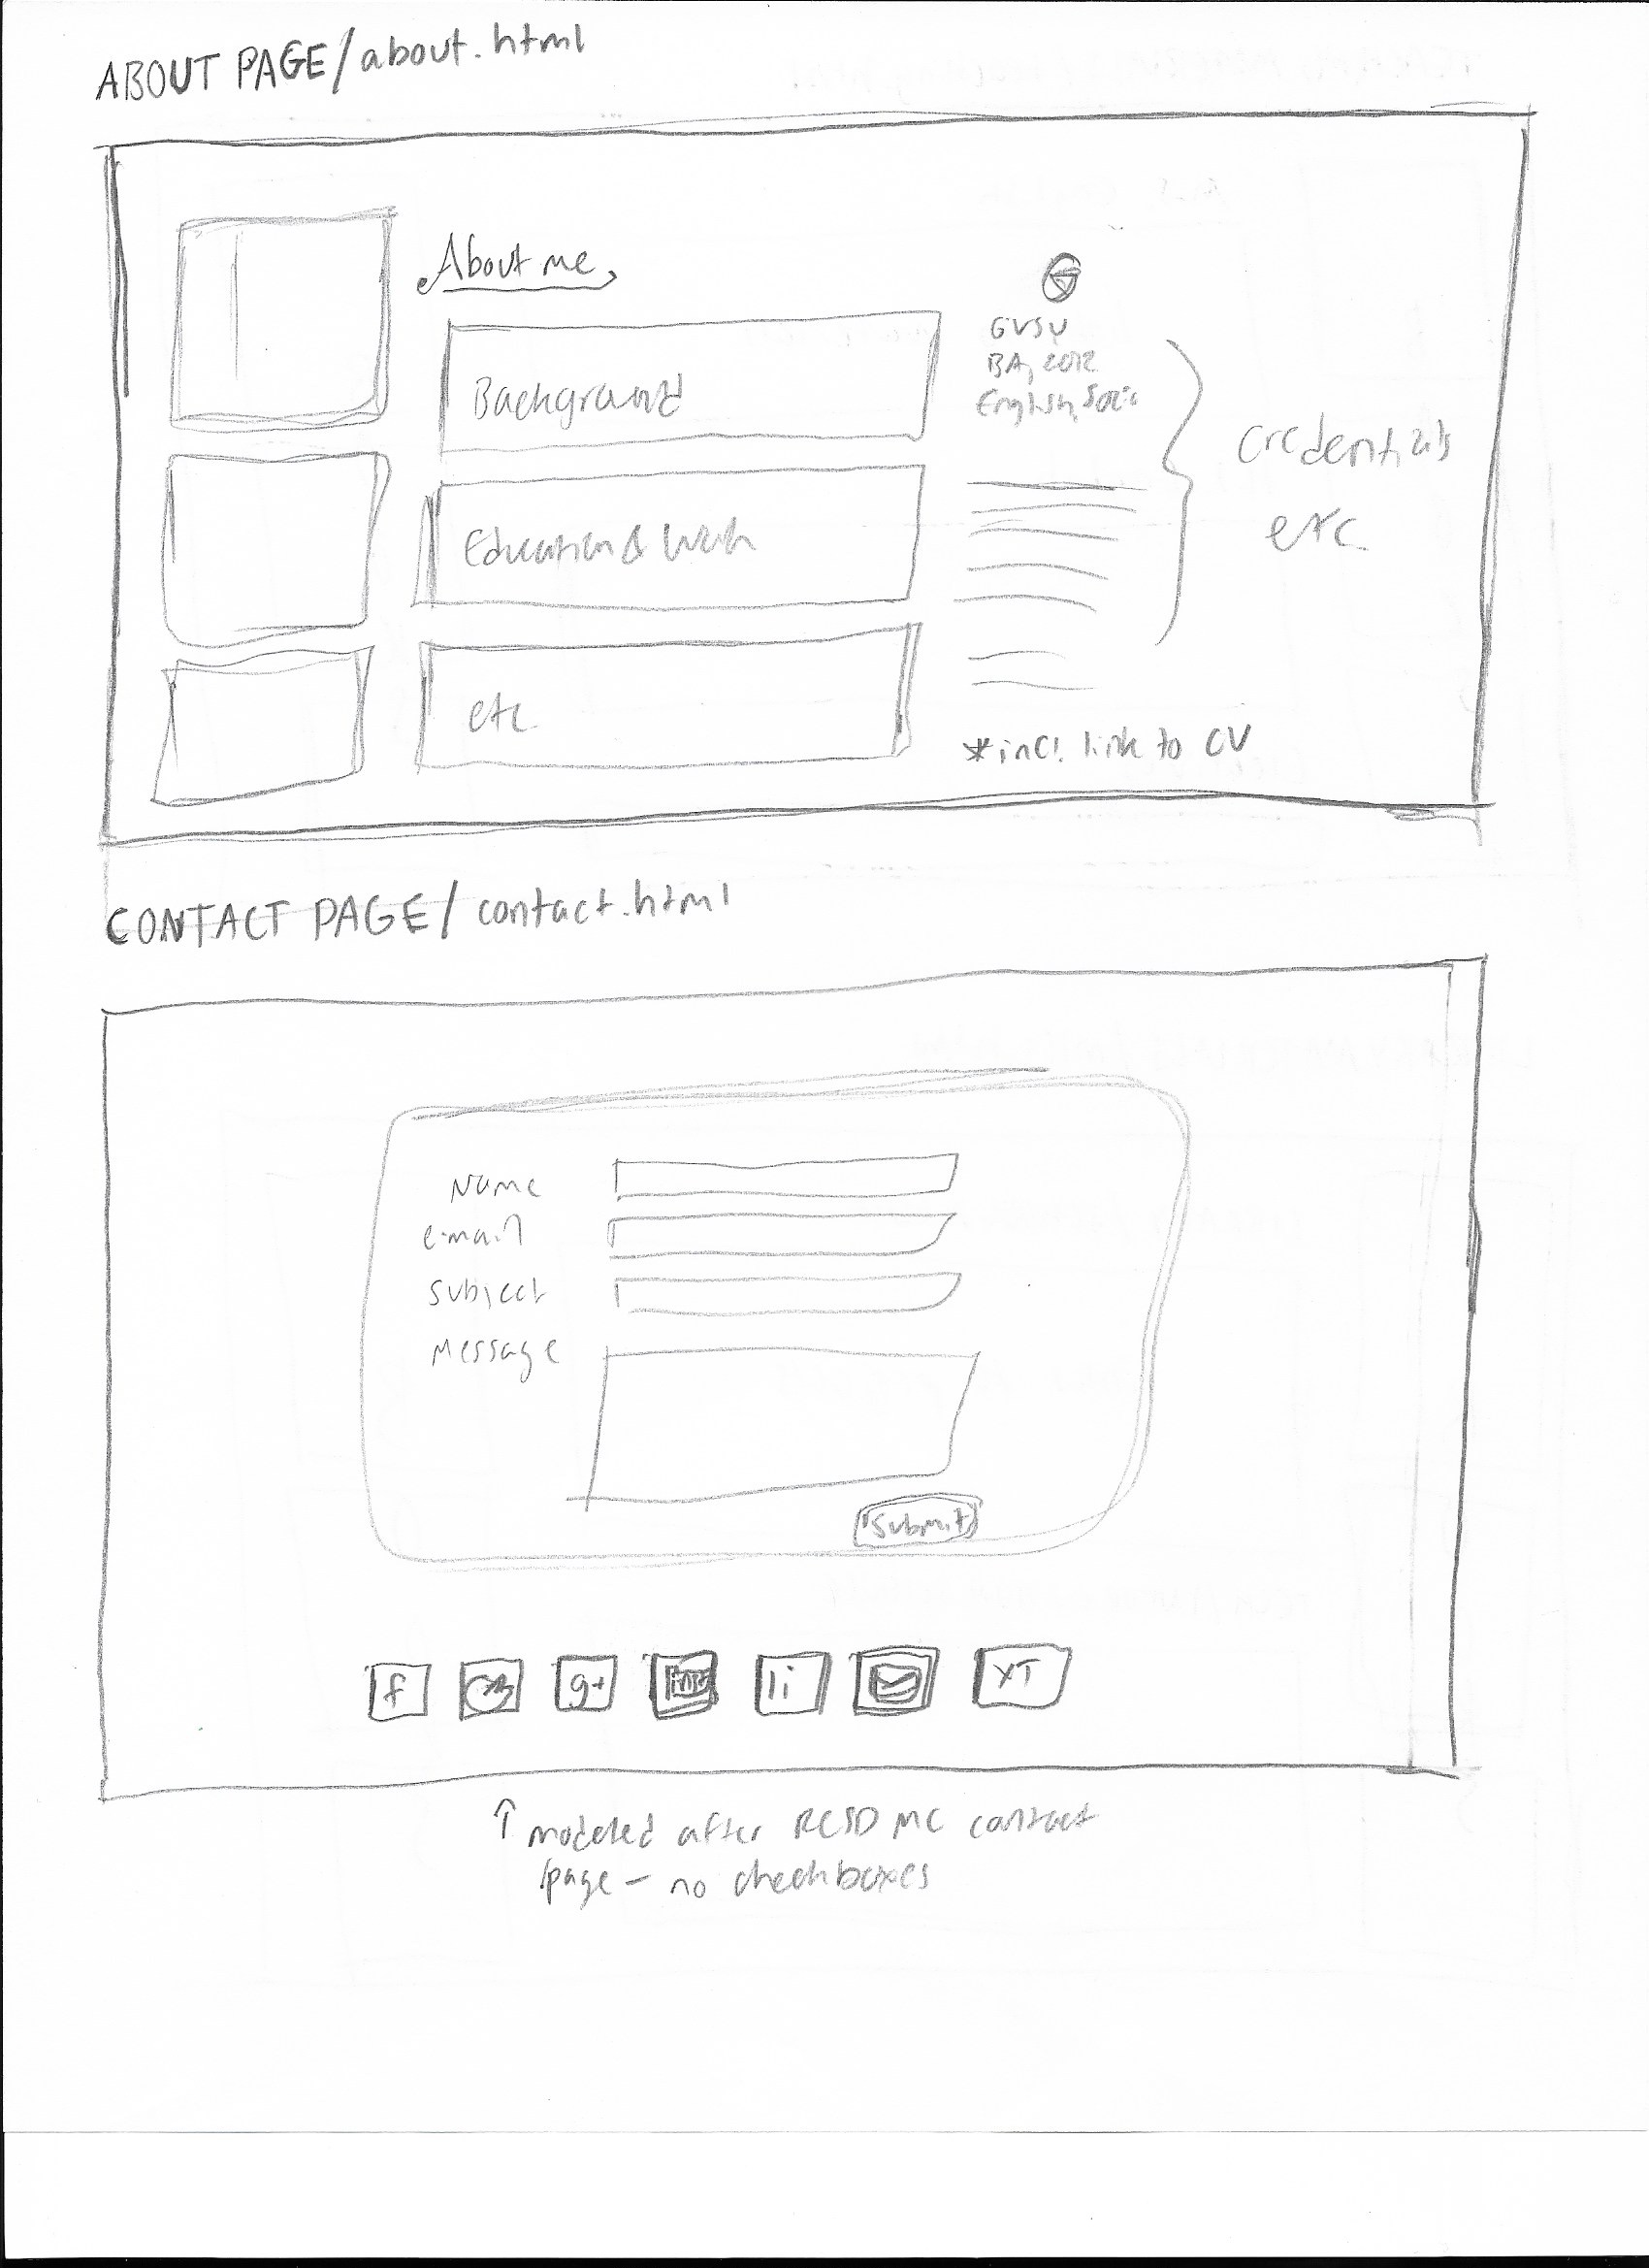 ABOUT PAGE/about.html
About me
Background
Education & Work
etc
GVSU
BA, 2012
English, Soc
credentials
etc
*incl link to CV
CONTACT PAGE/contact.html
Name
email
subject
Message
submit
f
g+
li
XT
↑ modeled after RCSD MC contact
page - no checkboxes